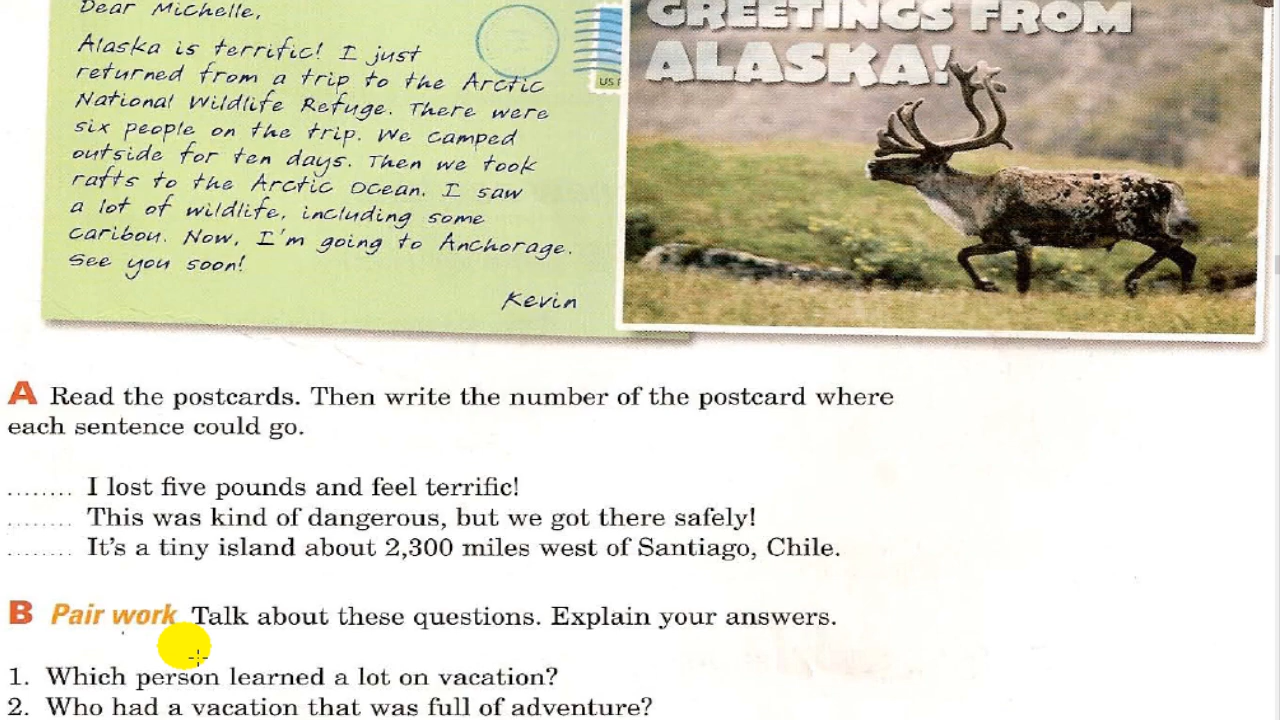 Dear Michelle,
Alaska is terrific! I just
returned from a trip to the Arctic
National Wildlife Refuge. There were
six people on the trip. We camped
outside for ten days. Then we took
rafts to the Arctic Ocean. I saw
a lot of wildlife, including some
caribou. Now, I'm going to Anchorage.
See you soon!
Kevin
US
GREETINGS FROM
ALASKA!
A Read the postcards. Then write the number of the postcard where
each sentence could go.
........ I lost five pounds and feel terrific!
........ This was kind of dangerous, but we got there safely!
........ It's a tiny island about 2,300 miles west of Santiago, Chile.
B Pair work Talk about these questions. Explain your answers.
1. Which person learned a lot on vacation?
2. Who had a vacation that was full of adventure?